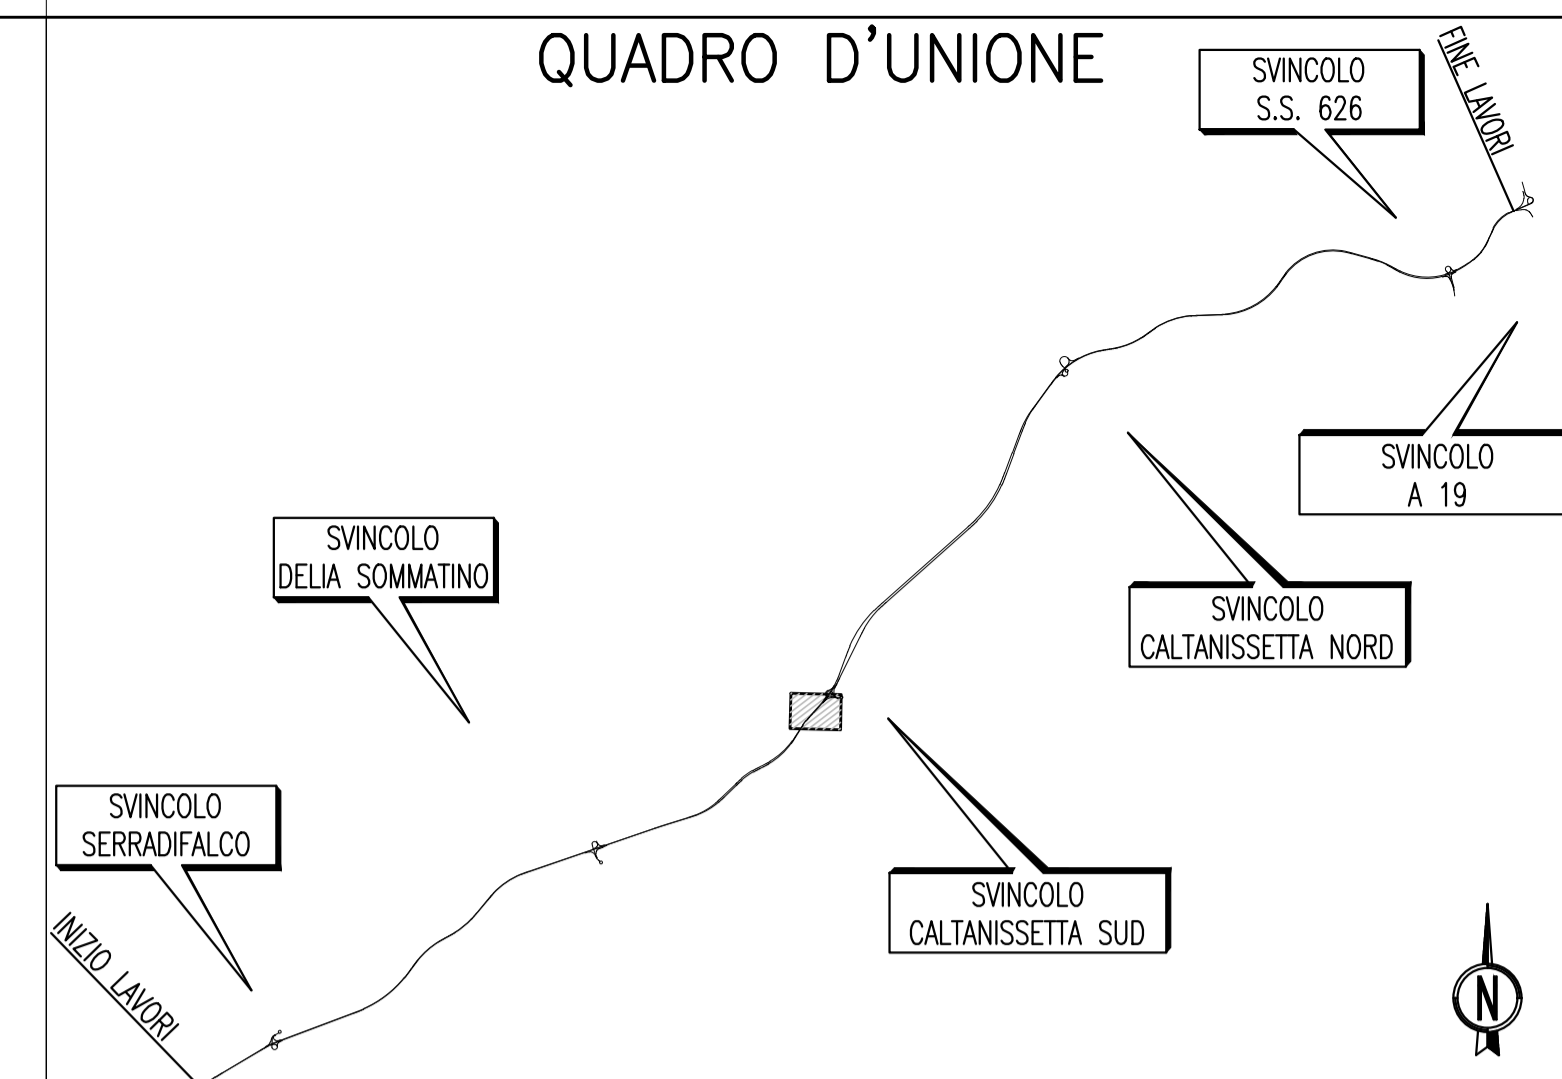 QUADRO D'UNIONE
SVINCOLO
S.S. 626
FINE LAVORI
SVINCOLO
A 19
SVINCOLO
DELIA SOMMATINO
SVINCOLO
CALTANISSETTA NORD
SVINCOLO
SERRADIFALCO
SVINCOLO
CALTANISSETTA SUD
INIZIO LAVORI
N